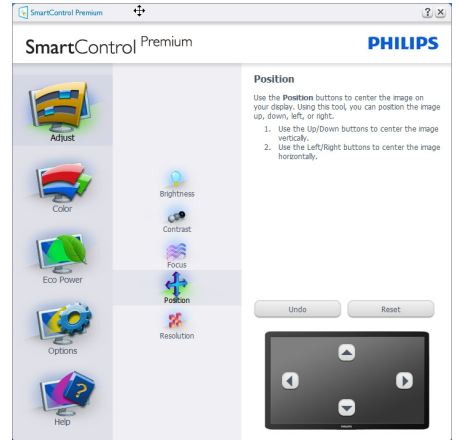 SmartControl Premium
? ×
SmartControl Premium
PHILIPS
Adjust
Color
Eco Power
Options
Help
Brightness
Contrast
Focus
Position
Resolution
Position
Use the Position buttons to center the image on
your display. Using this tool, you can position the image
up, down, left, or right.
1. Use the Up/Down buttons to center the image
vertically.
2. Use the Left/Right buttons to center the image
horizontally.
Undo
Reset
PHILIPS